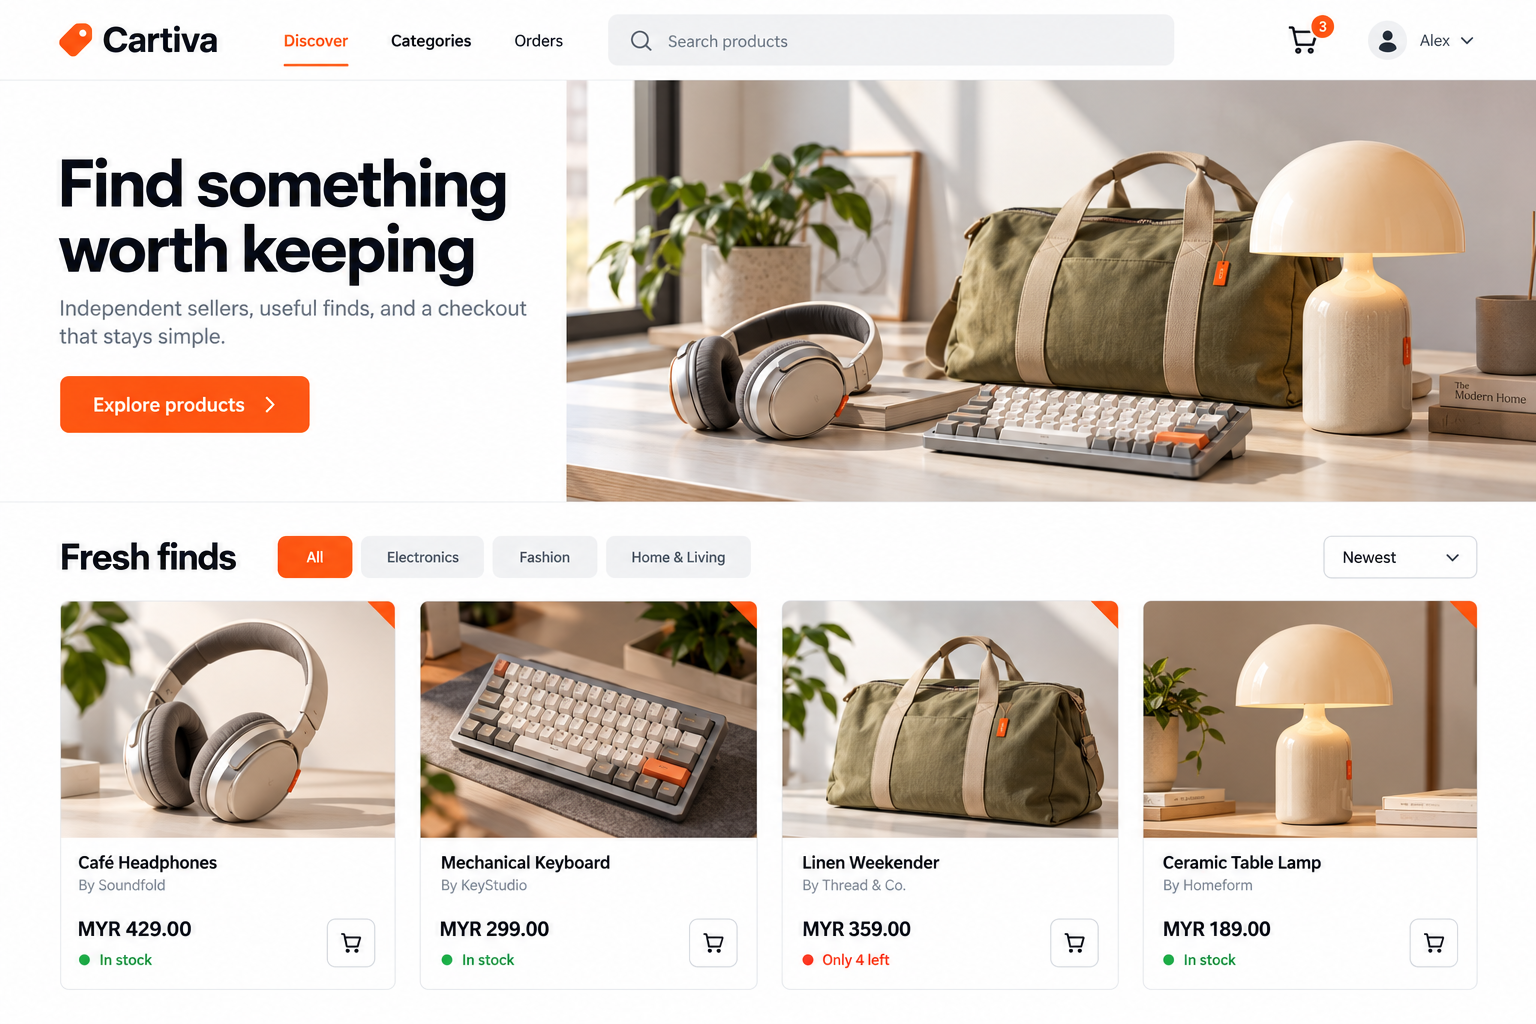 Cartiva
Discover
Categories
Orders
Search products
3
Alex
Find something
worth keeping
Independent sellers, useful finds, and a checkout
that stays simple.
Explore products
The
Modern Home
Fresh finds
All
Electronics
Fashion
Home & Living
Newest
Café Headphones
By Soundfold
MYR 429.00
In stock
Mechanical Keyboard
By KeyStudio
MYR 299.00
In stock
Linen Weekender
By Thread & Co.
MYR 359.00
Only 4 left
Ceramic Table Lamp
By Homeform
MYR 189.00
In stock